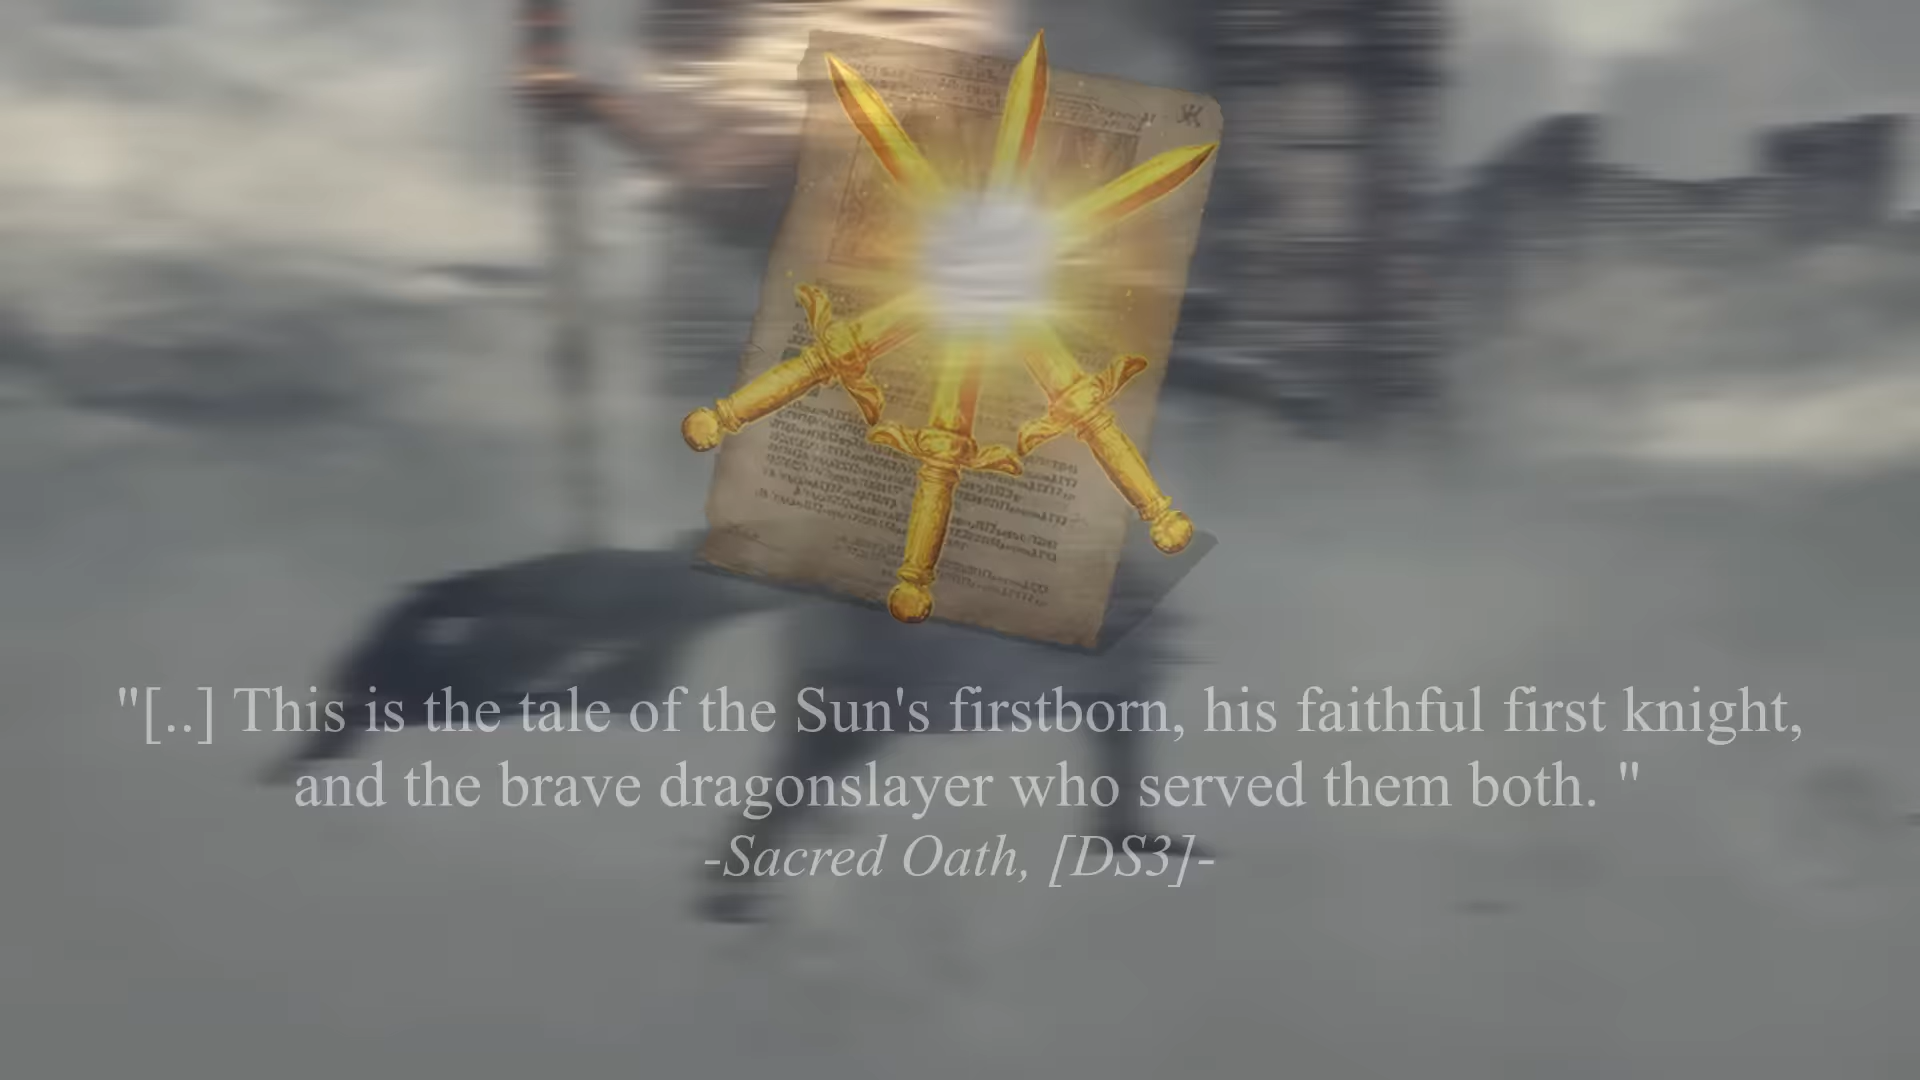 "[..] This is the tale of the Sun's firstborn, his faithful first knight,
and the brave dragonslayer who served them both. "
-Sacred Oath, [DS3]-